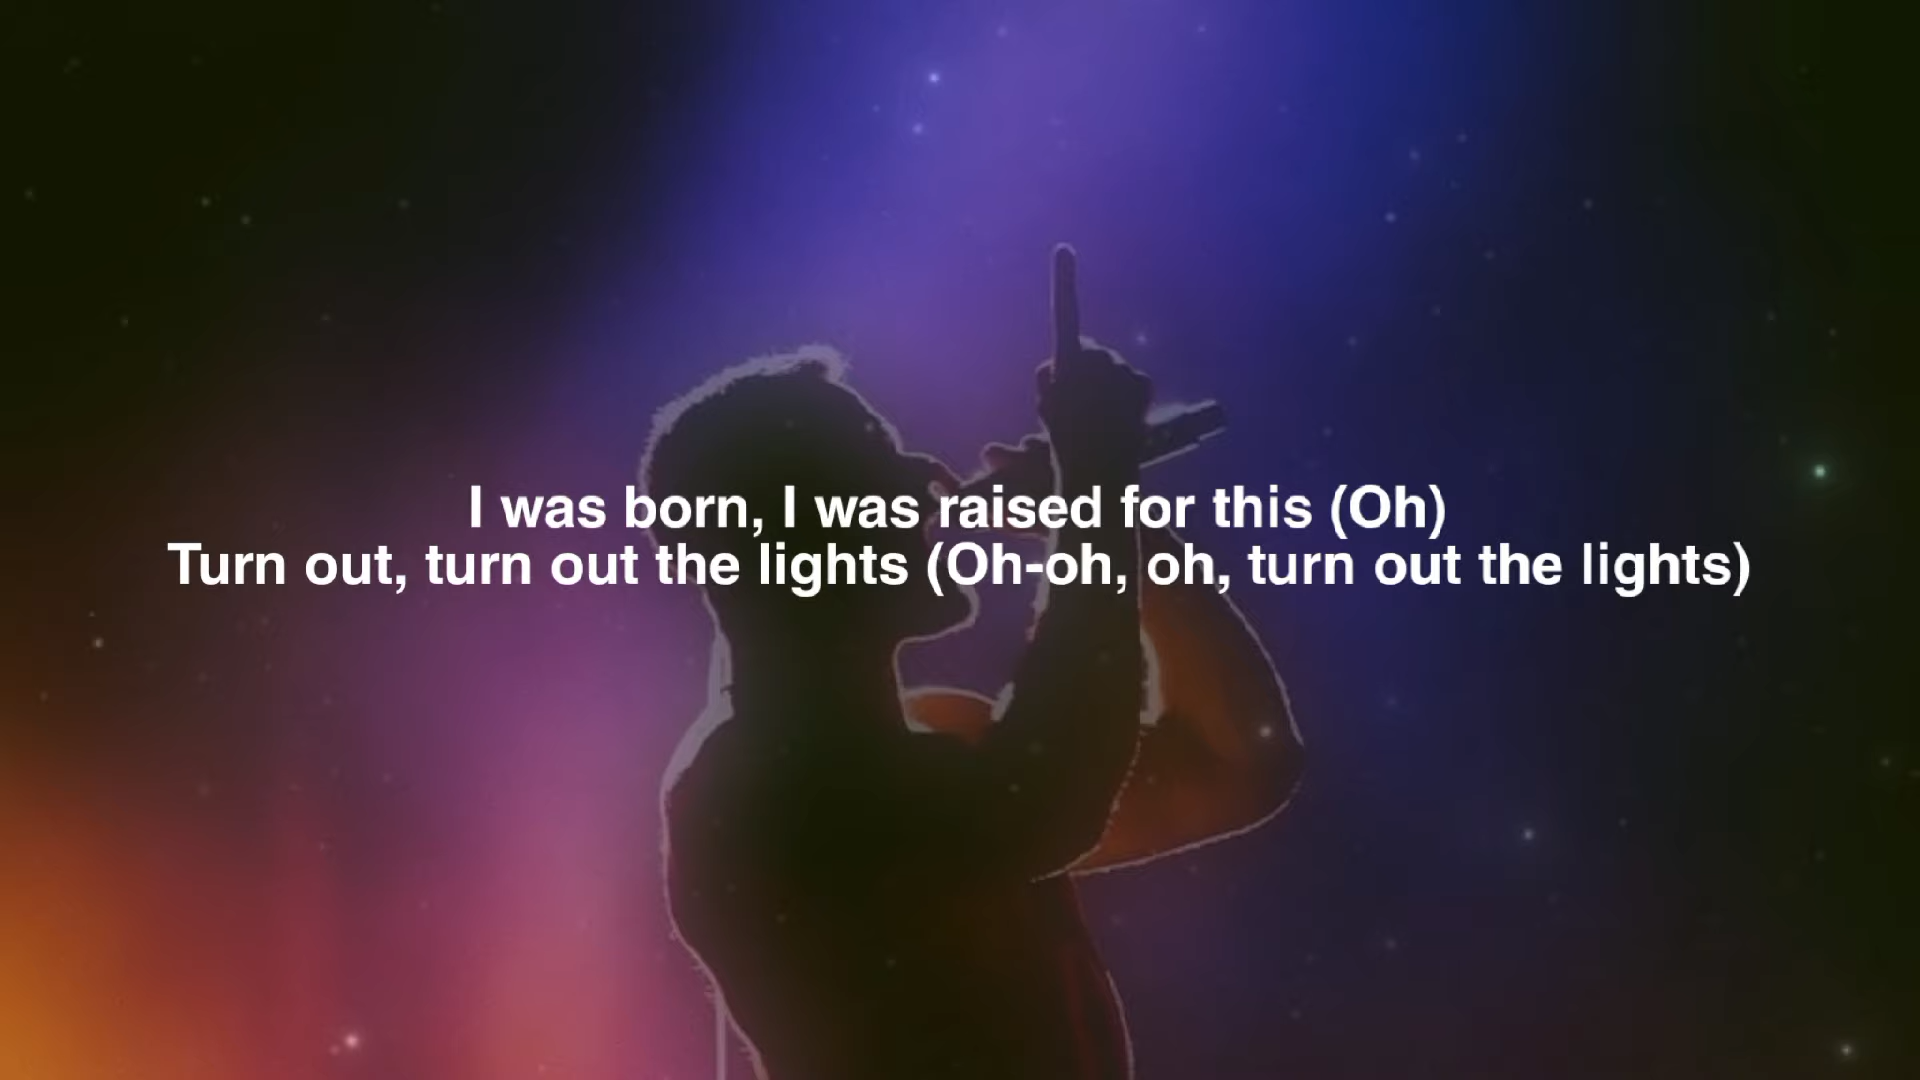 I was born, I was raised for this (Oh)
Turn out, turn out the lights (Oh-oh, oh, turn out the lights)